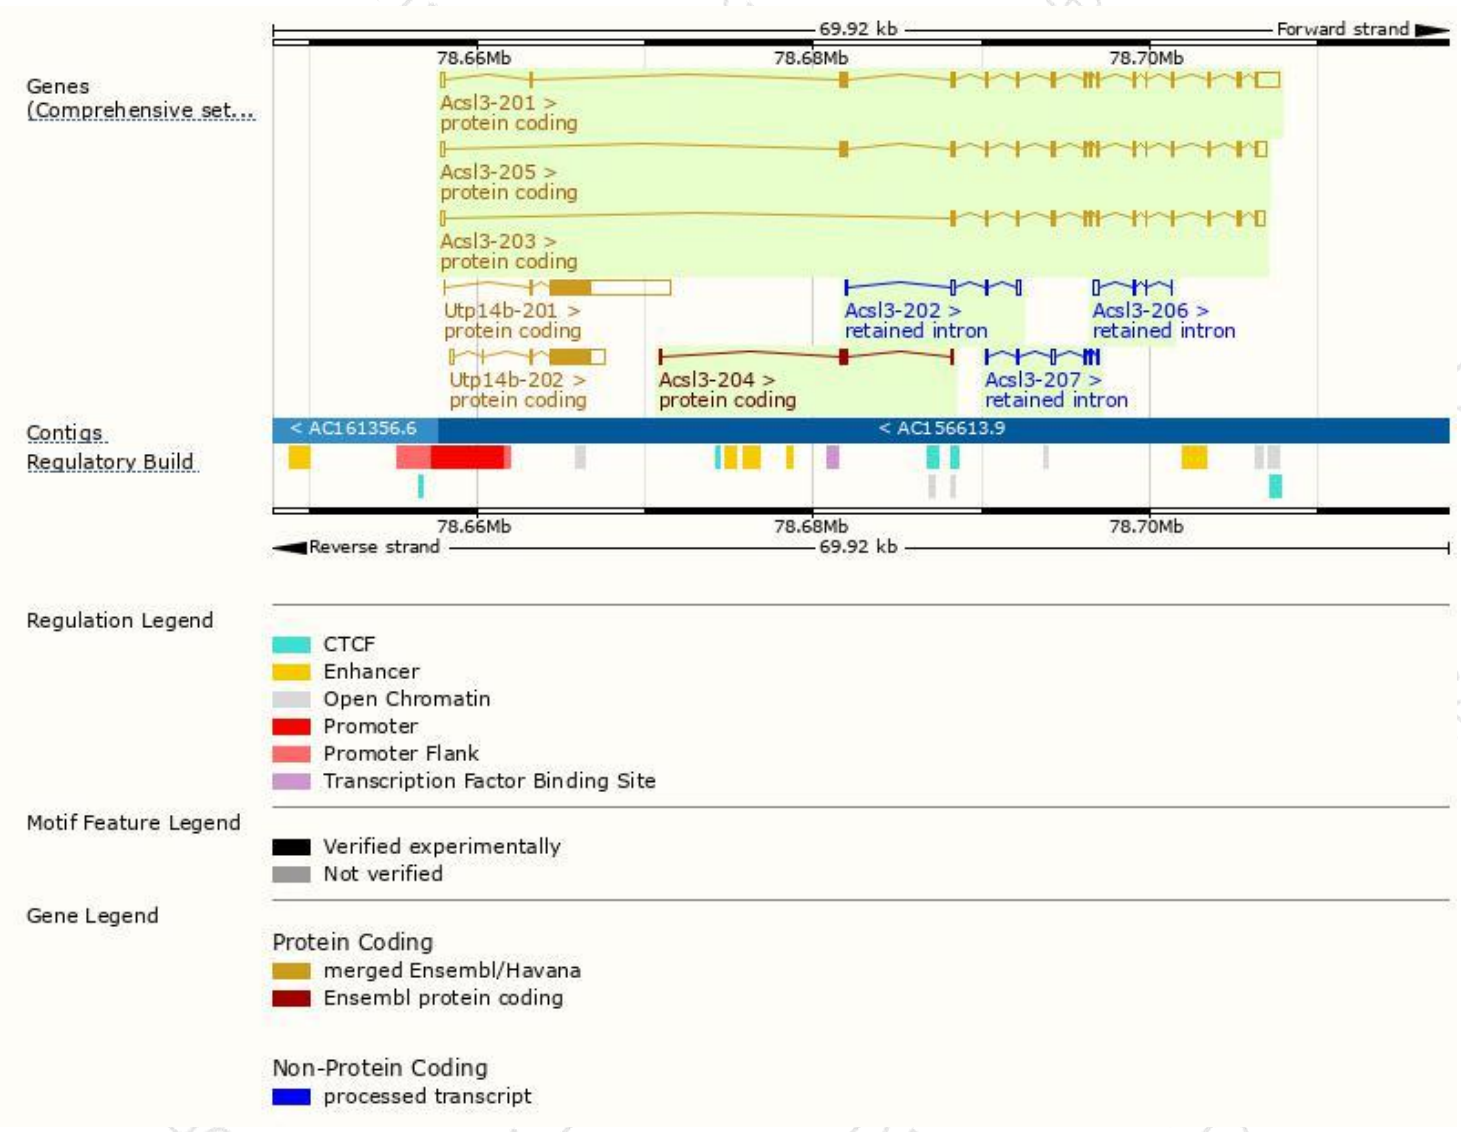 69.92 kb
Forward strand
78.66Mb
78.68Mb
78.70Mb
Genes
(Comprehensive set...
Acsl3-201 >
protein coding
Acsl3-205 >
protein coding
Acsl3-203 >
protein coding
Utp14b-201 >
protein coding
Acsl3-202 >
retained intron
Acsl3-206 >
retained intron
Utp14b-202 >
protein coding
Acsl3-204 >
protein coding
Acsl3-207 >
retained intron
Contigs
< AC161356.6
< AC156613.9
Regulatory Build
78.66Mb
78.68Mb
78.70Mb
Reverse strand
69.92 kb
Regulation Legend
CTCF
Enhancer
Open Chromatin
Promoter
Promoter Flank
Transcription Factor Binding Site
Motif Feature Legend
Verified experimentally
Not verified
Gene Legend
Protein Coding
merged Ensembl/Havana
Ensembl protein coding
Non-Protein Coding
processed transcript